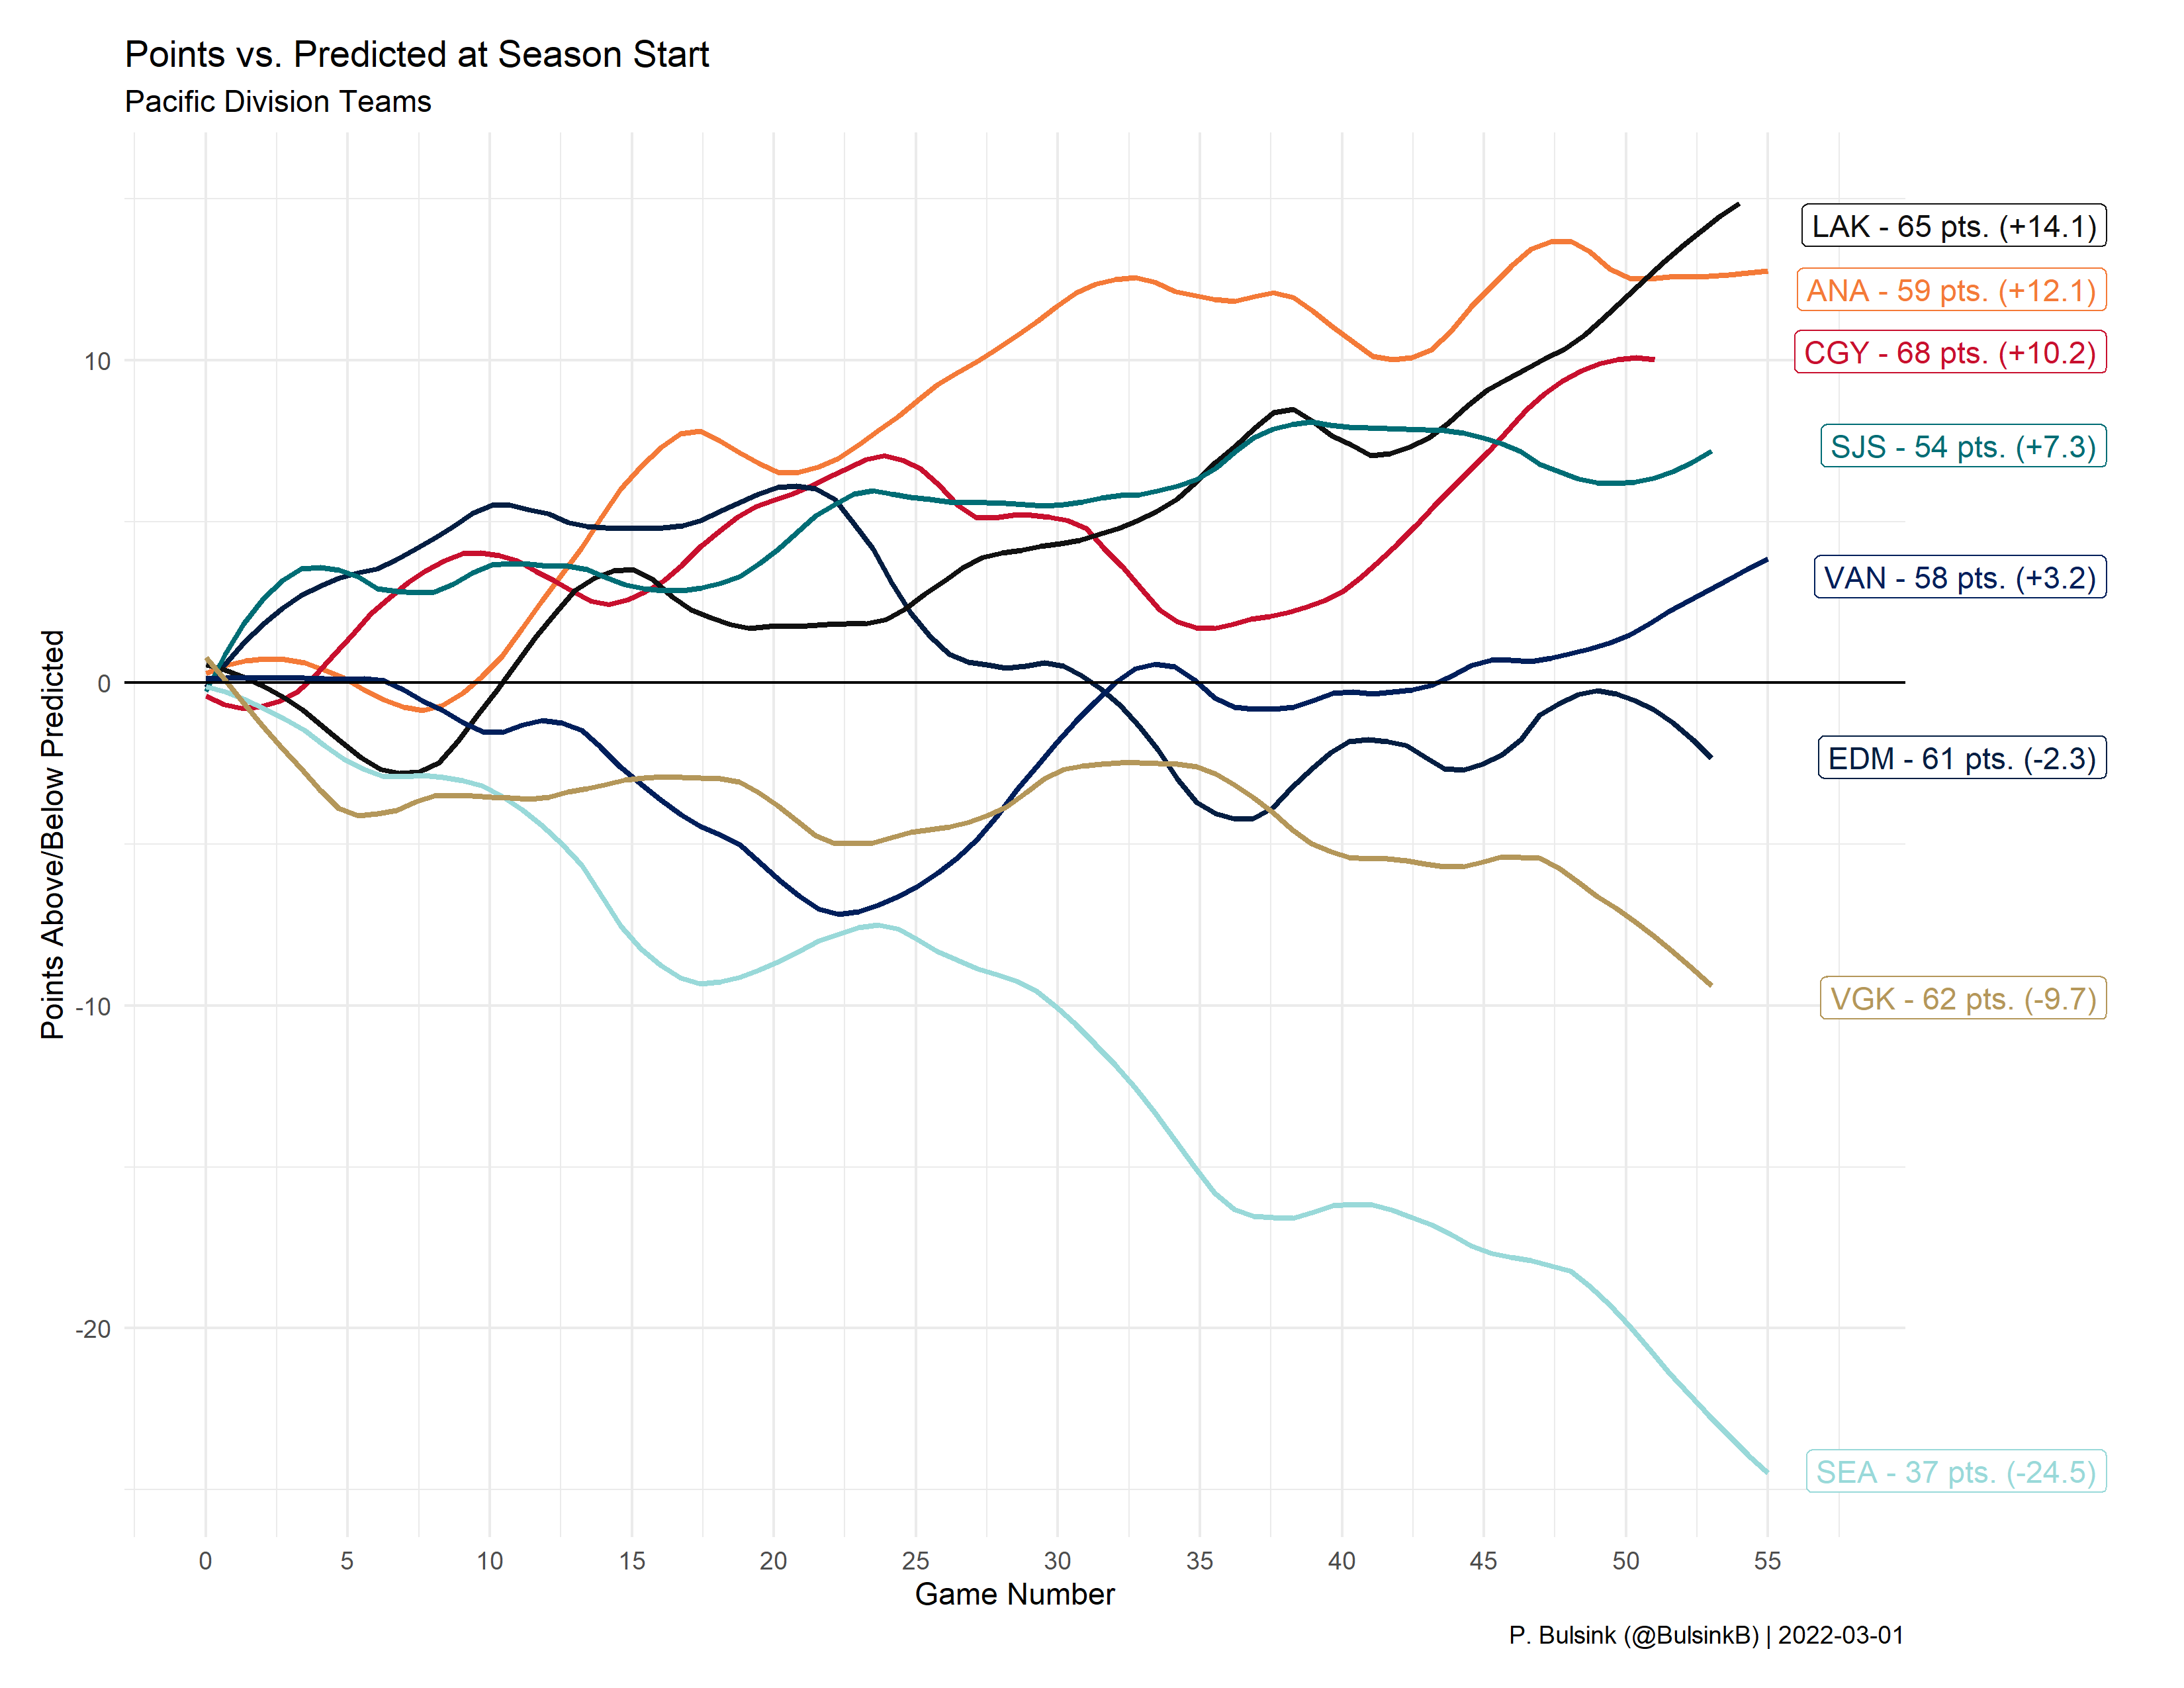 Points vs. Predicted at Season Start
Pacific Division Teams
Points Above/Below Predicted
10
0
-10
-20
LAK - 65 pts. (+14.1)
ANA - 59 pts. (+12.1)
CGY - 68 pts. (+10.2)
SJS - 54 pts. (+7.3)
VAN - 58 pts. (+3.2)
EDM - 61 pts. (-2.3)
VGK - 62 pts. (-9.7)
SEA - 37 pts. (-24.5)
0 5 10 15 20 25 30 35 40 45 50 55
Game Number
P. Bulsink (@BulsinkB) | 2022-03-01